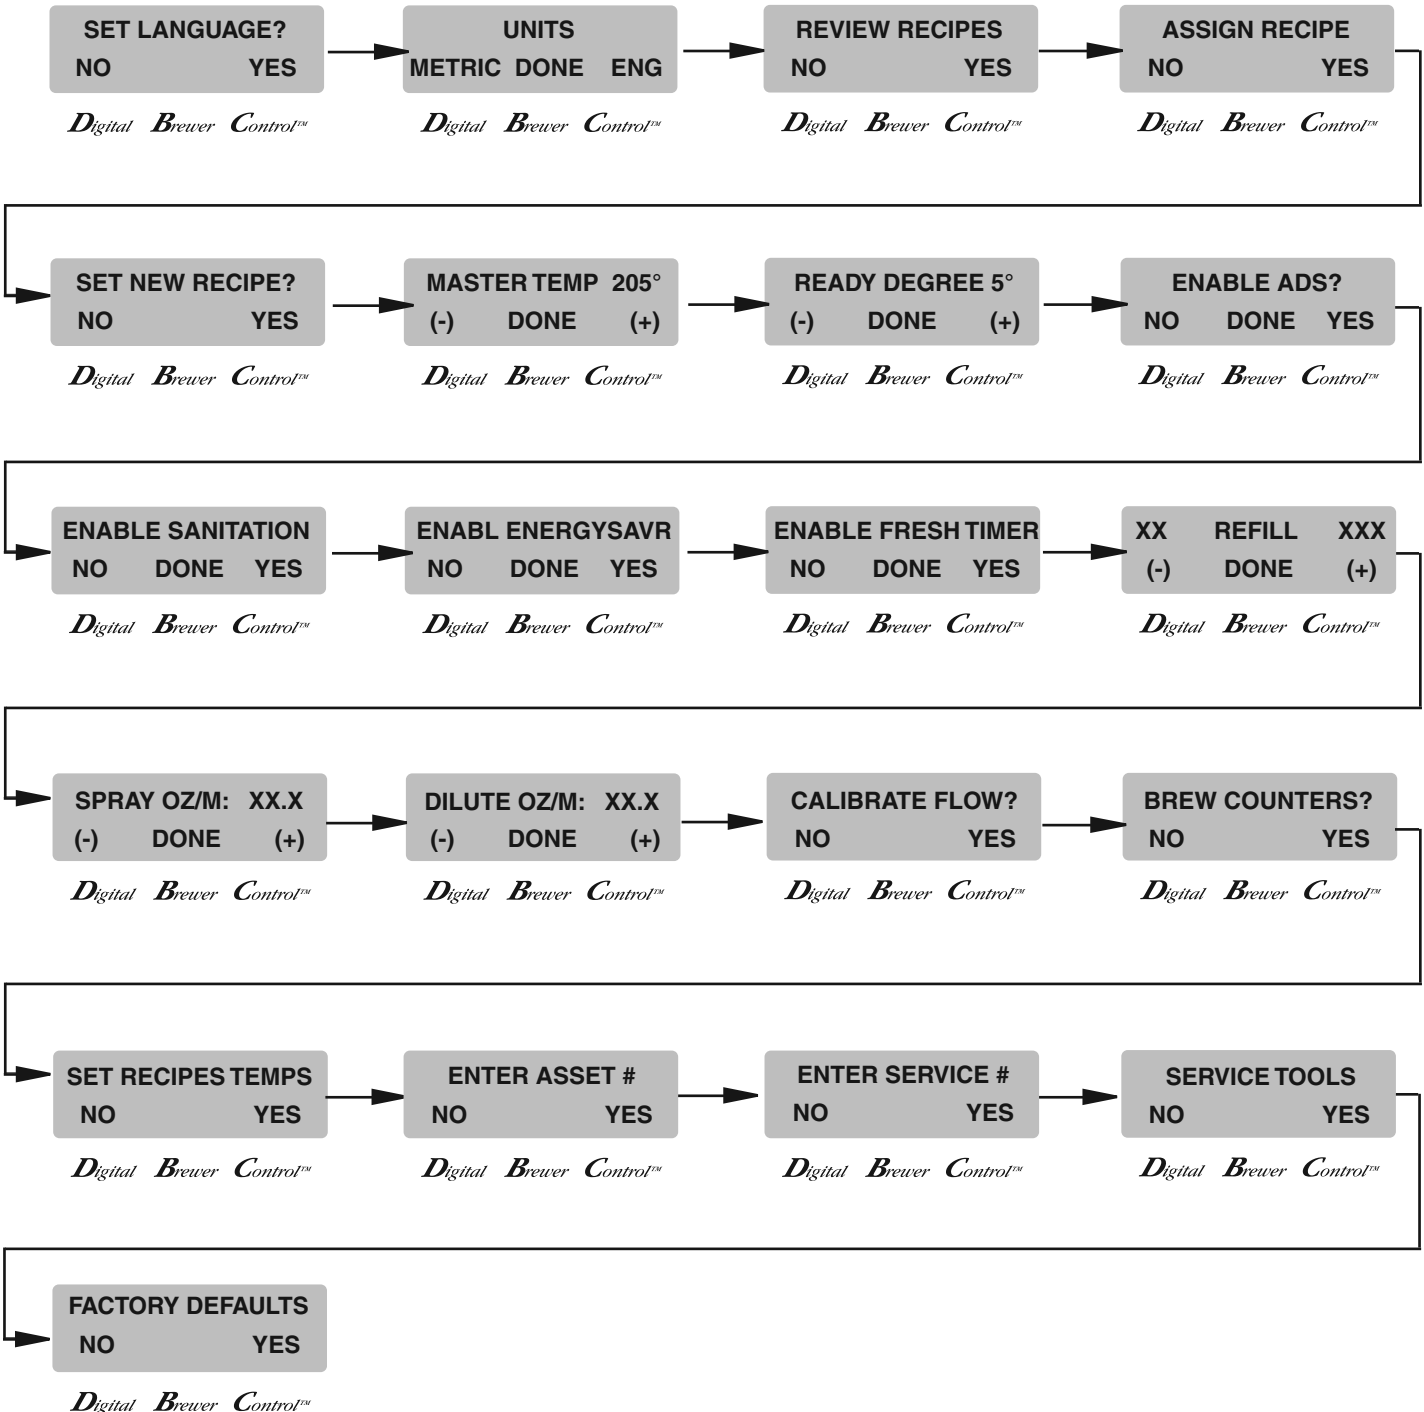 SET LANGUAGE?
NO YES
Digital Brewer Control™
UNITS
METRIC DONE ENG
Digital Brewer Control™
REVIEW RECIPES
NO YES
Digital Brewer Control™
ASSIGN RECIPE
NO YES
Digital Brewer Control™
SET NEW RECIPE?
NO YES
Digital Brewer Control™
MASTER TEMP 205°
(-) DONE (+)
Digital Brewer Control™
READY DEGREE 5°
(-) DONE (+)
Digital Brewer Control™
ENABLE ADS?
NO DONE YES
Digital Brewer Control™
ENABLE SANITATION
NO DONE YES
Digital Brewer Control™
ENABL ENERGYSAVR
NO DONE YES
Digital Brewer Control™
ENABLE FRESH TIMER
NO DONE YES
Digital Brewer Control™
XX REFILL XXX
(-) DONE (+)
Digital Brewer Control™
SPRAY OZ/M: XX.X
(-) DONE (+)
Digital Brewer Control™
DILUTE OZ/M: XX.X
(-) DONE (+)
Digital Brewer Control™
CALIBRATE FLOW?
NO YES
Digital Brewer Control™
BREW COUNTERS?
NO YES
Digital Brewer Control™
SET RECIPES TEMPS
NO YES
Digital Brewer Control™
ENTER ASSET #
NO YES
Digital Brewer Control™
ENTER SERVICE #
NO YES
Digital Brewer Control™
SERVICE TOOLS
NO YES
Digital Brewer Control™
FACTORY DEFAULTS
NO YES
Digital Brewer Control™